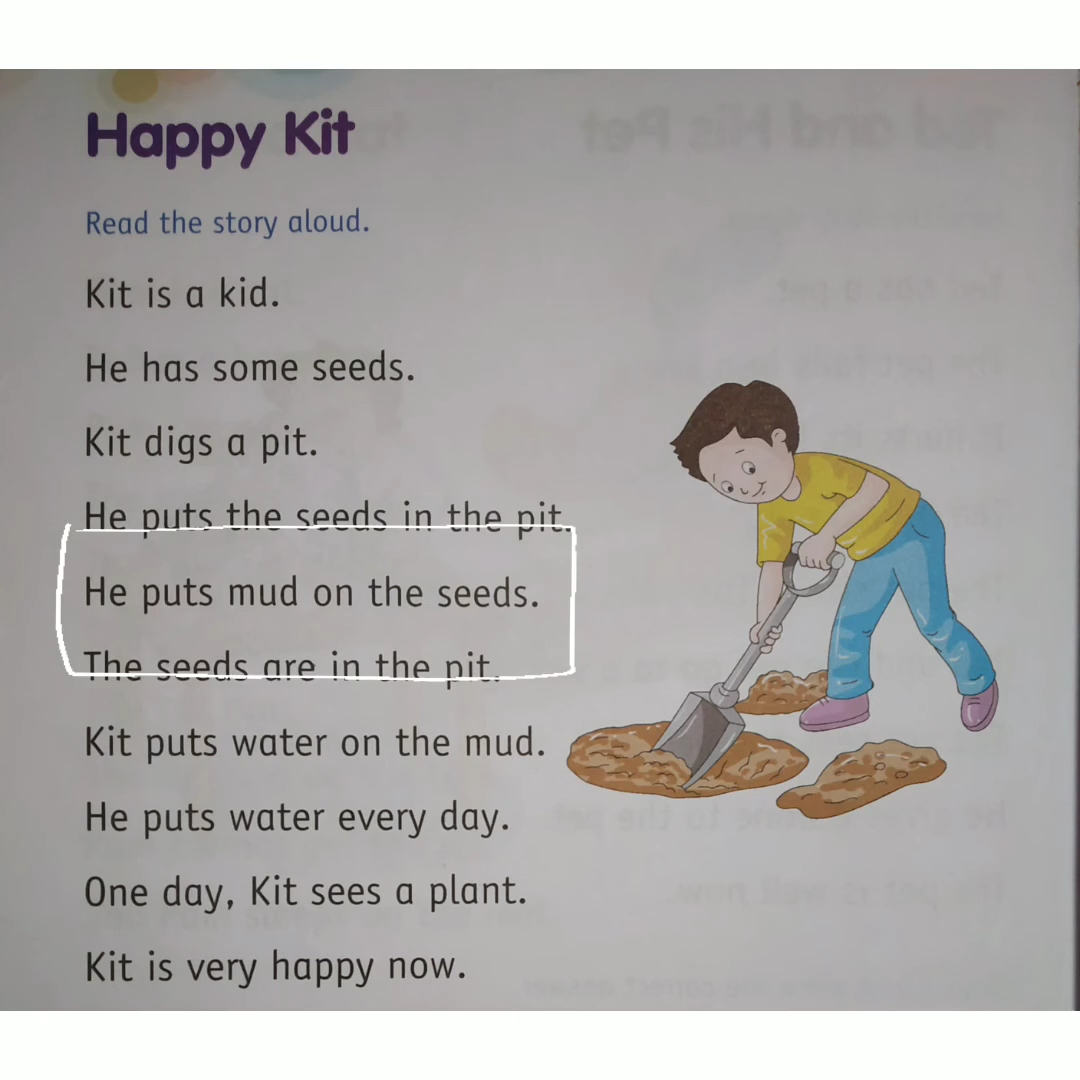 Happy Kit
Read the story aloud.
Kit is a kid.
He has some seeds.
Kit digs a pit.
He puts the seeds in the pit.
He puts mud on the seeds.
The seeds are in the pit.
Kit puts water on the mud.
He puts water every day.
One day, Kit sees a plant.
Kit is very happy now.